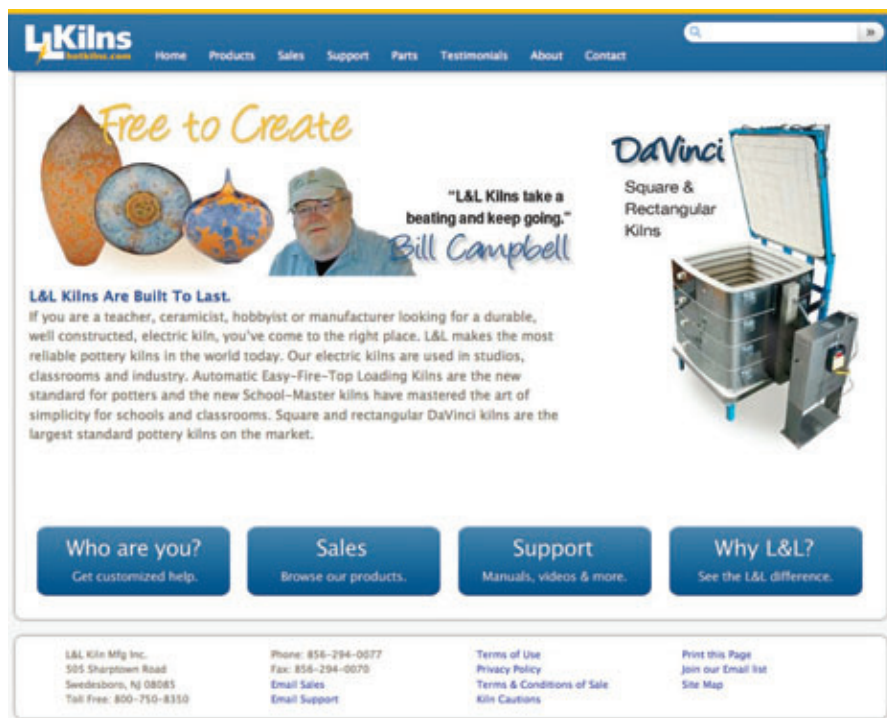 L&LKilns
hotkilns.com
Home Products Sales Support Parts Testimonials About Contact
»
Free to Create
"L&L Kilns take a
beating and keep going."
Bill Campbell
DaVinci
Square &
Rectangular
Kilns
L&L Kilns Are Built To Last.
If you are a teacher, ceramicist, hobbyist or manufacturer looking for a durable,
well constructed, electric kiln, you've come to the right place. L&L makes the most
reliable pottery kilns in the world today. Our electric kilns are used in studios,
classrooms and industry. Automatic Easy-Fire-Top Loading Kilns are the new
standard for potters and the new School-Master kilns have mastered the art of
simplicity for schools and classrooms. Square and rectangular DaVinci kilns are the
largest standard pottery kilns on the market.
Who are you?
Get customized help.
Sales
Browse our products.
Support
Manuals, videos & more.
Why L&L?
See the L&L difference.
L&L Kiln Mfg Inc.
505 Sharptown Road
Swedesboro, NJ 08085
Toll Free: 800-750-8350
Phone: 856-294-0077
Fax: 856-294-0070
Email Sales
Email Support
Terms of Use
Privacy Policy
Terms & Conditions of Sale
Kiln Cautions
Print this Page
Join our Email list
Site Map